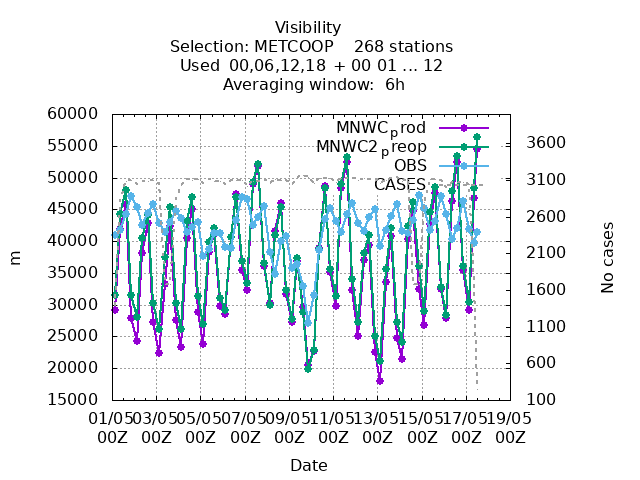 Visibility
Selection: METCOOP 268 stations
Used 00,06,12,18 + 00 01 ... 12
Averaging window: 6h
60000
55000
50000
45000
40000
35000
30000
25000
20000
15000
m
MNWCprod
MNWC2preop
OBS
CASES
3600
3100
2600
2100
1600
1100
600
100
No cases
01/05 03/05 05/05 07/05 09/05 11/05 13/05 15/05 17/05 19/05
00Z 00Z 00Z 00Z 00Z 00Z 00Z 00Z 00Z 00Z
Date